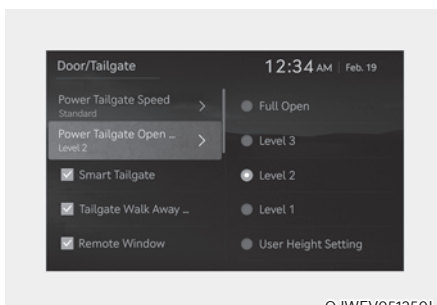 Door/Tailgate
12:34 AM | Feb. 19
Power Tailgate Speed
Standard
Power Tailgate Open ...
Level 2
Smart Tailgate
Tailgate Walk Away ...
Remote Window
Full Open
Level 3
Level 2
Level 1
User Height Setting